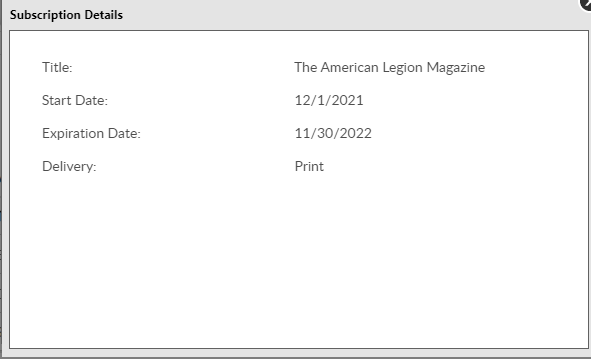 Subscription Details
Title: The American Legion Magazine
Start Date: 12/1/2021
Expiration Date: 11/30/2022
Delivery: Print